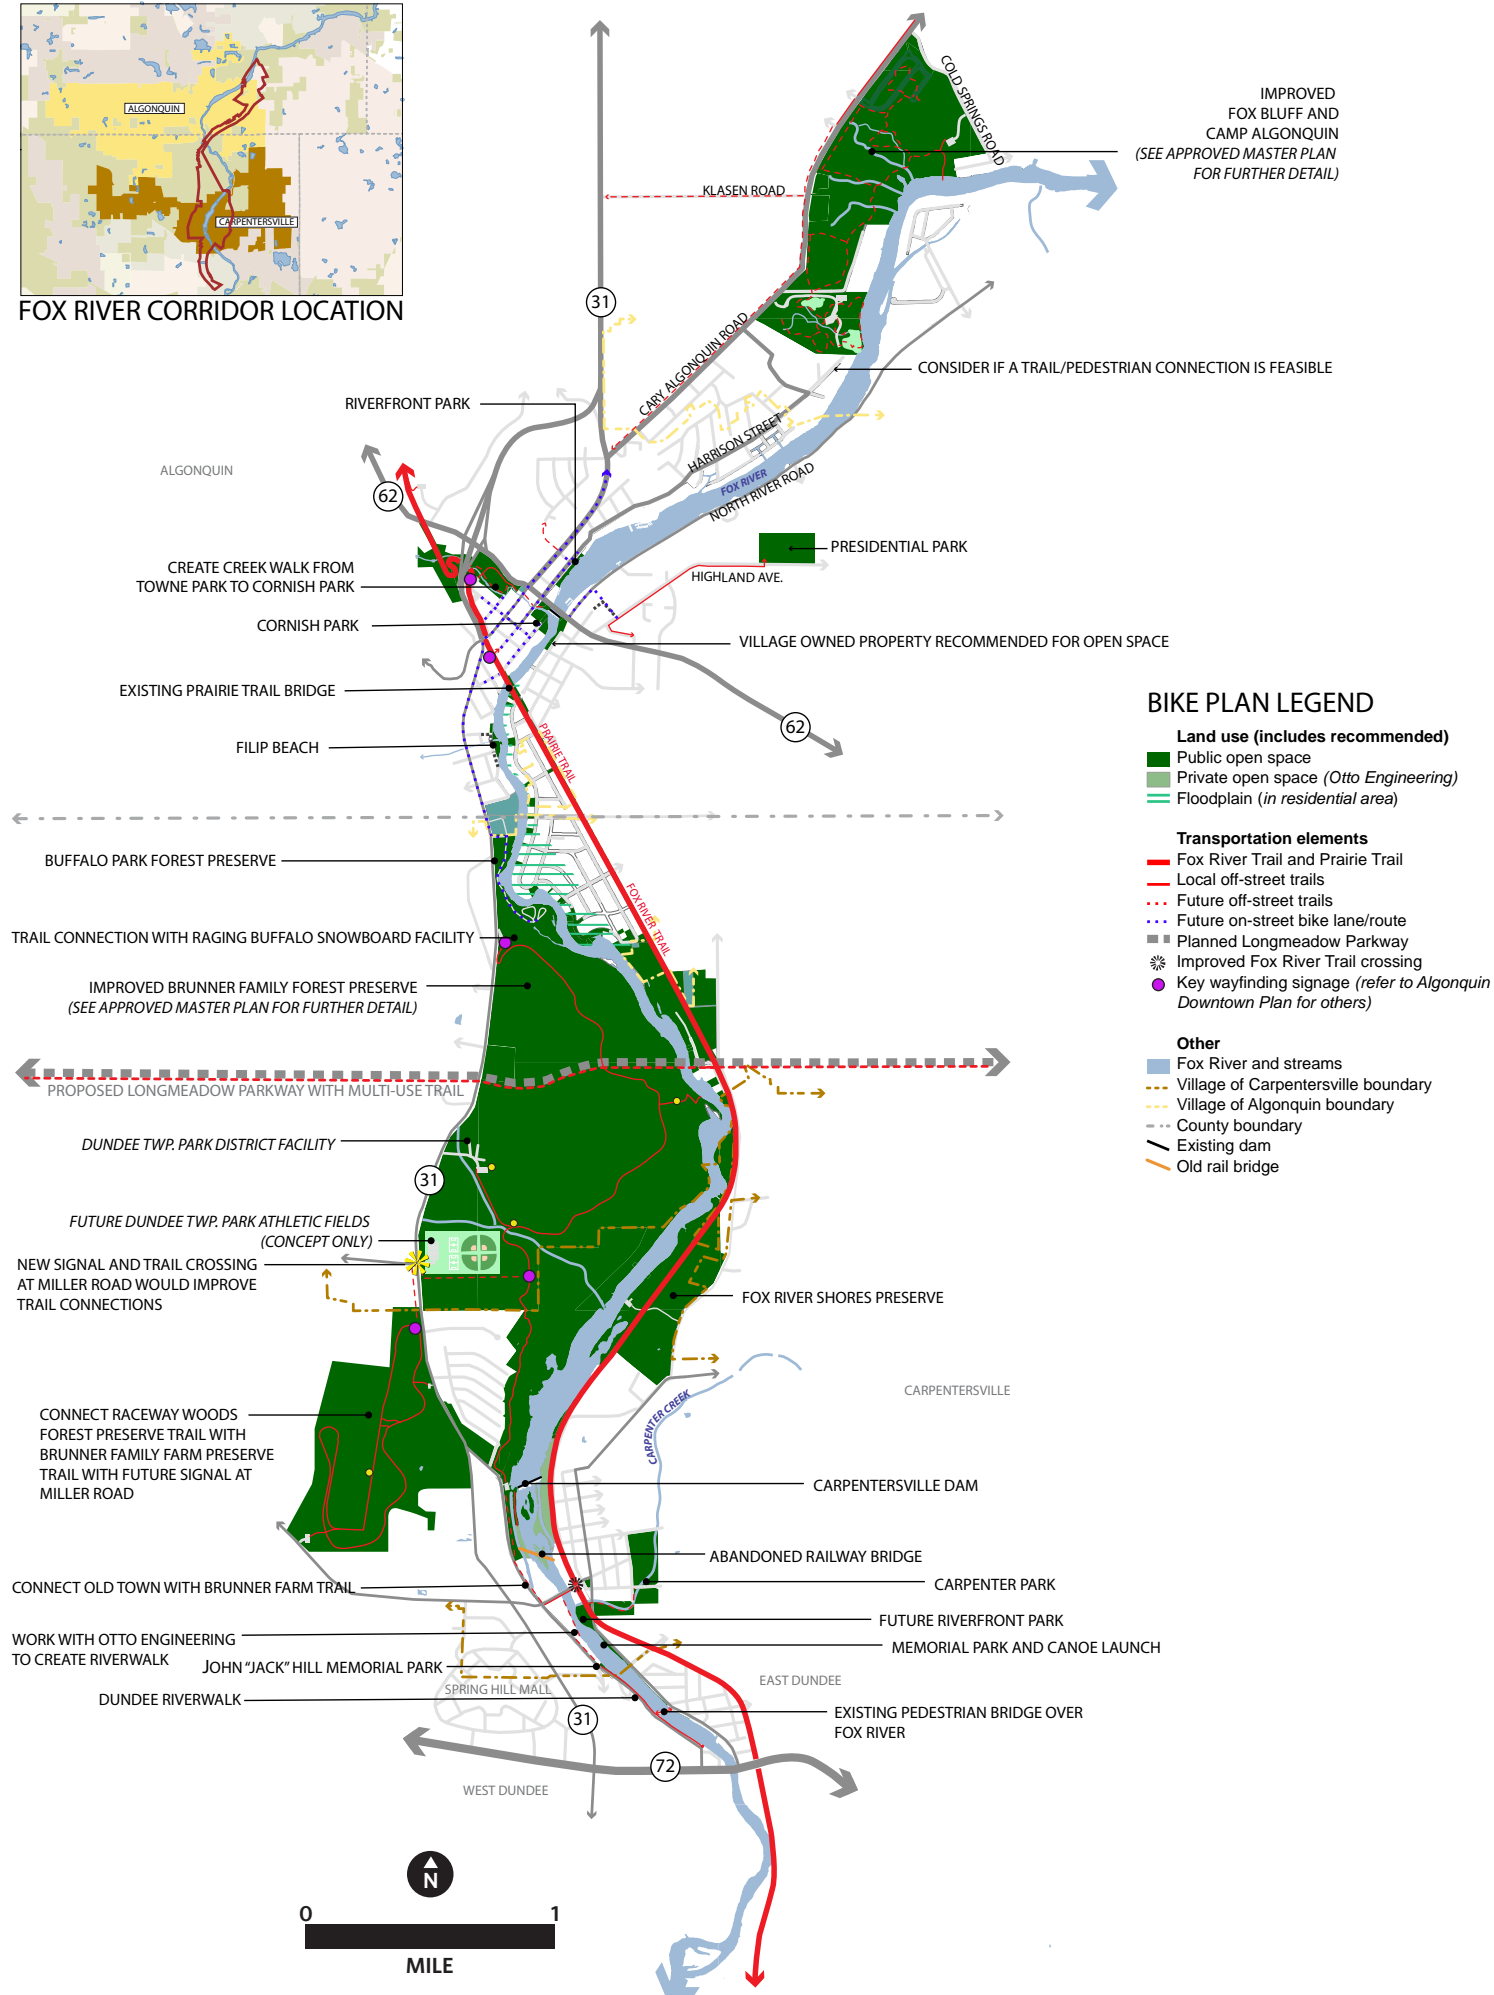 ALGONQUIN
CARPENTERSVILLE
FOX RIVER CORRIDOR LOCATION
COLD SPRINGS ROAD
IMPROVED
FOX BLUFF AND
CAMP ALGONQUIN
(SEE APPROVED MASTER PLAN
FOR FURTHER DETAIL)
KLASEN ROAD
31
CARY ALGONQUIN ROAD
CONSIDER IF A TRAIL/PEDESTRIAN CONNECTION IS FEASIBLE
RIVERFRONT PARK
HARRISON STREET
FOX RIVER
NORTH RIVER ROAD
ALGONQUIN
62
PRESIDENTIAL PARK
HIGHLAND AVE.
CREATE CREEK WALK FROM
TOWNE PARK TO CORNISH PARK
CORNISH PARK
VILLAGE OWNED PROPERTY RECOMMENDED FOR OPEN SPACE
EXISTING PRAIRIE TRAIL BRIDGE
62
FILIP BEACH
PRAIRIE TRAIL
BIKE PLAN LEGEND
Land use (includes recommended)
Public open space
Private open space (Otto Engineering)
Floodplain (in residential area)
Transportation elements
Fox River Trail and Prairie Trail
Local off-street trails
Future off-street trails
Future on-street bike lane/route
Planned Longmeadow Parkway
Improved Fox River Trail crossing
Key wayfinding signage (refer to Algonquin
Downtown Plan for others)
Other
Fox River and streams
Village of Carpentersville boundary
Village of Algonquin boundary
County boundary
Existing dam
Old rail bridge
BUFFALO PARK FOREST PRESERVE
FOX RIVER TRAIL
TRAIL CONNECTION WITH RAGING BUFFALO SNOWBOARD FACILITY
IMPROVED BRUNNER FAMILY FOREST PRESERVE
(SEE APPROVED MASTER PLAN FOR FURTHER DETAIL)
PROPOSED LONGMEADOW PARKWAY WITH MULTI-USE TRAIL
DUNDEE TWP. PARK DISTRICT FACILITY
31
FUTURE DUNDEE TWP. PARK ATHLETIC FIELDS
(CONCEPT ONLY)
NEW SIGNAL AND TRAIL CROSSING
AT MILLER ROAD WOULD IMPROVE
TRAIL CONNECTIONS
FOX RIVER SHORES PRESERVE
CARPENTERSVILLE
CARPENTER CREEK
CONNECT RACEWAY WOODS
FOREST PRESERVE TRAIL WITH
BRUNNER FAMILY FARM PRESERVE
TRAIL WITH FUTURE SIGNAL AT
MILLER ROAD
CARPENTERSVILLE DAM
ABANDONED RAILWAY BRIDGE
CONNECT OLD TOWN WITH BRUNNER FARM TRAIL
CARPENTER PARK
FUTURE RIVERFRONT PARK
WORK WITH OTTO ENGINEERING
TO CREATE RIVERWALK
MEMORIAL PARK AND CANOE LAUNCH
JOHN “JACK” HILL MEMORIAL PARK
EAST DUNDEE
SPRING HILL MALL
DUNDEE RIVERWALK
EXISTING PEDESTRIAN BRIDGE OVER
FOX RIVER
31
72
WEST DUNDEE
N
0 1
MILE